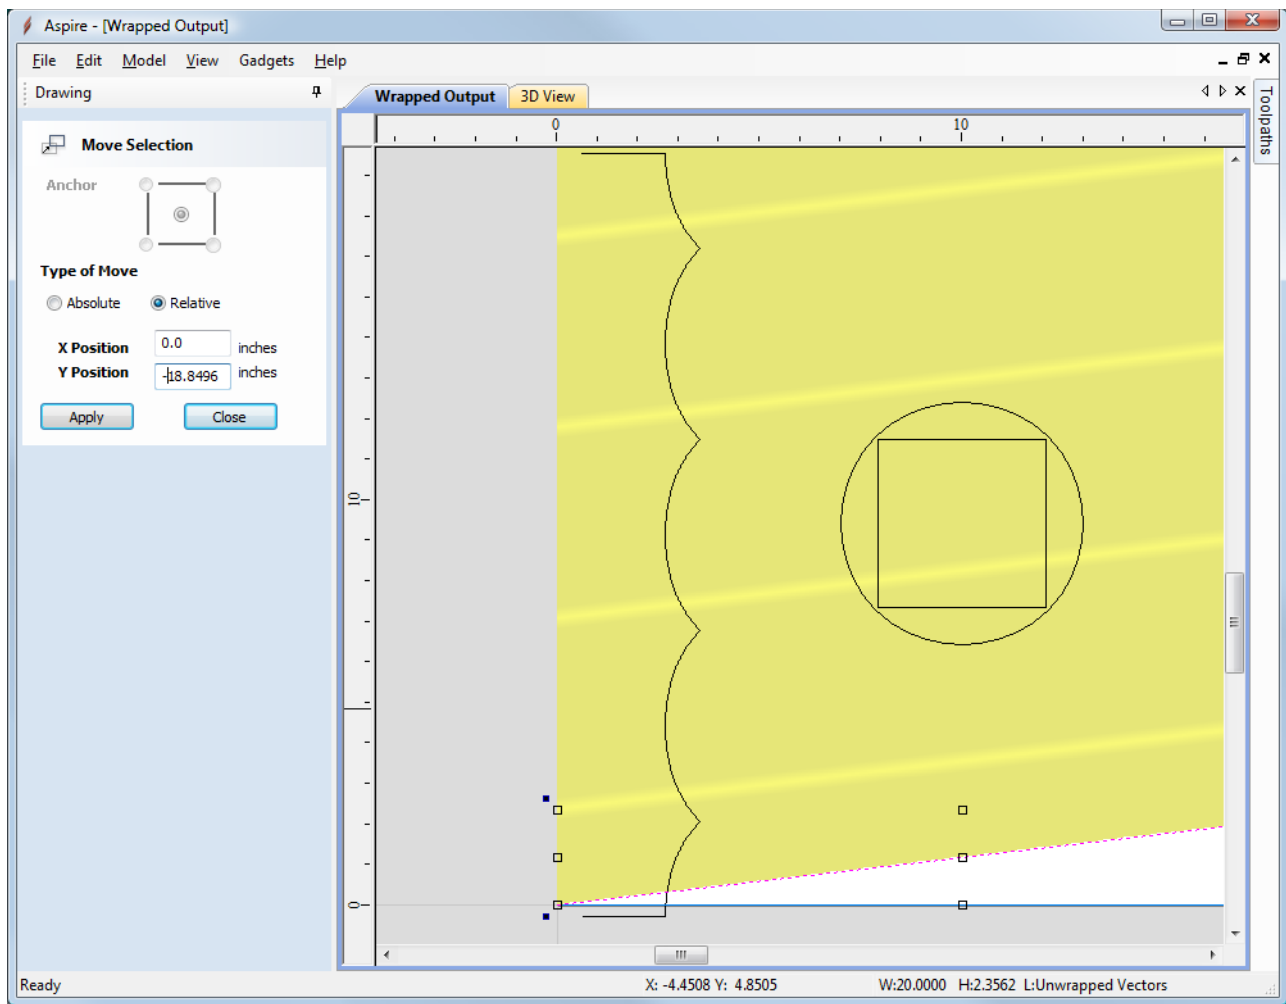 Aspire - [Wrapped Output]
File Edit Model View Gadgets Help
Drawing
Wrapped Output 3D View
Toolpaths
0 10
Move Selection
Anchor
Type of Move
Absolute Relative
X Position 0.0 inches
Y Position -18.8496 inches
Apply Close
10
0
Ready X: -4.4508 Y: 4.8505 W:20.0000 H:2.3562 L:Unwrapped Vectors